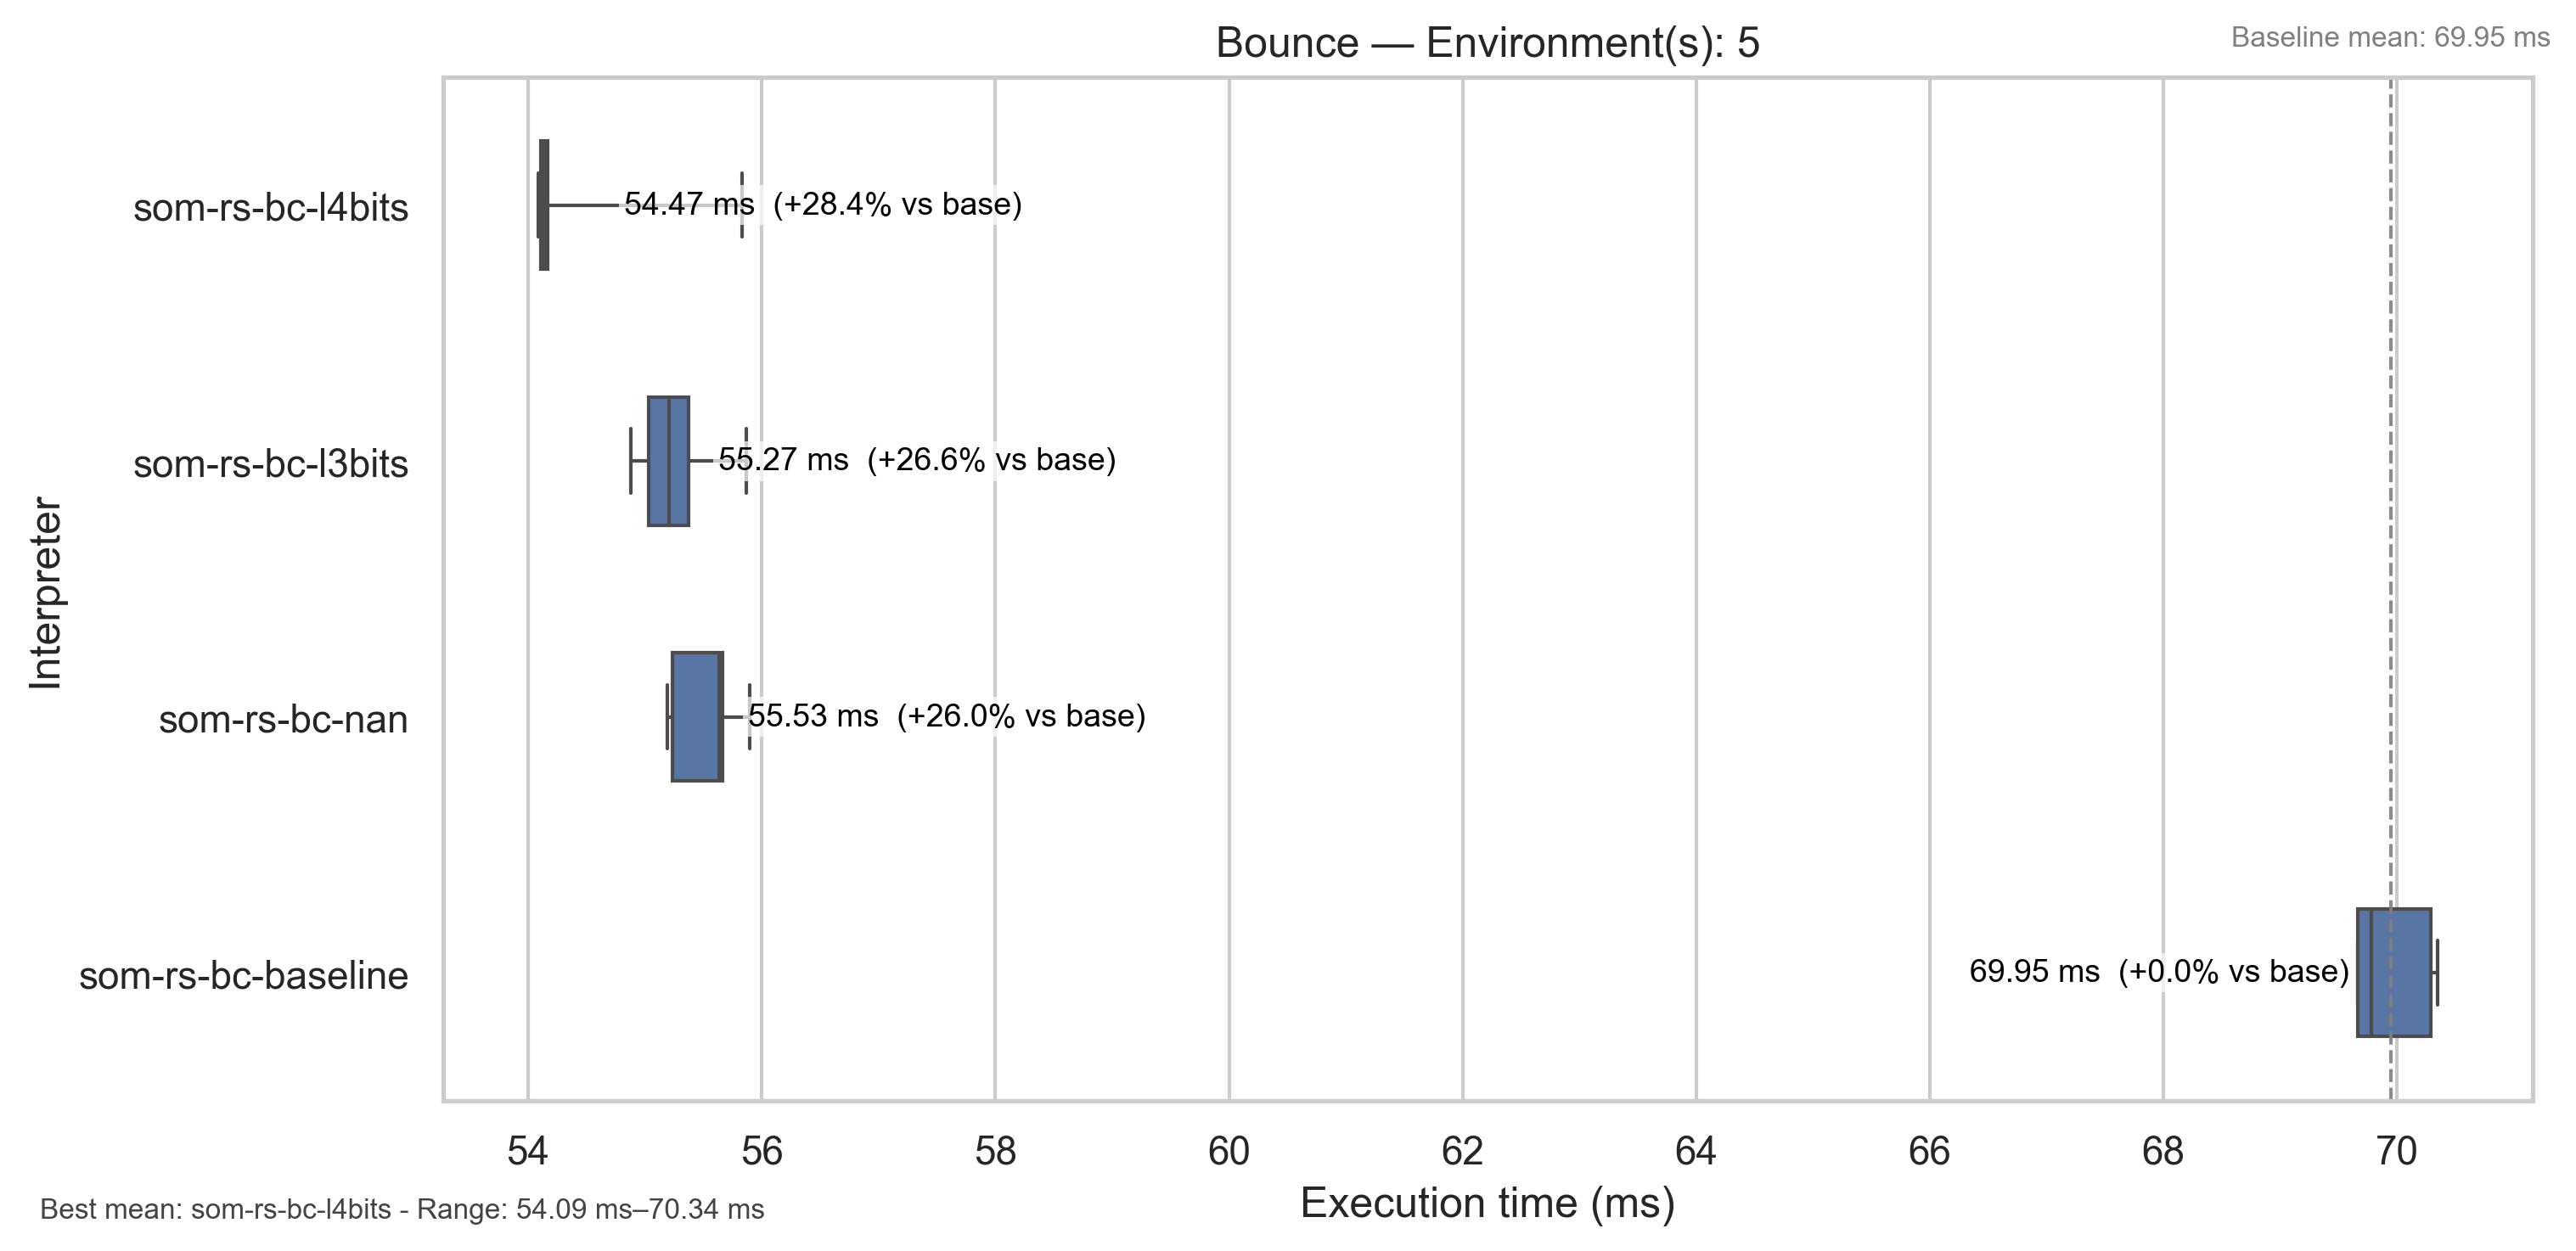 Bounce — Environment(s): 5
Baseline mean: 69.95 ms
som-rs-bc-l4bits
54.47 ms (+28.4% vs base)
som-rs-bc-l3bits
55.27 ms (+26.6% vs base)
Interpreter
som-rs-bc-nan
55.53 ms (+26.0% vs base)
som-rs-bc-baseline
69.95 ms (+0.0% vs base)
54 56 58 60 62 64 66 68 70
Execution time (ms)
Best mean: som-rs-bc-l4bits - Range: 54.09 ms–70.34 ms